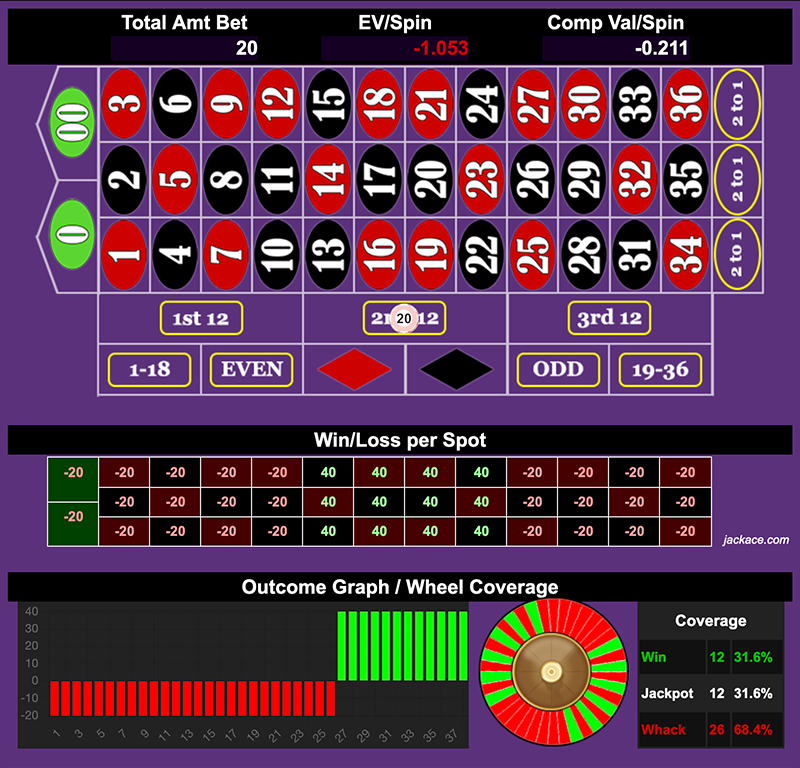 Total Amt Bet EV/Spin Comp Val/Spin
20 -1.053 -0.211
00 3 6 9 12 15 18 21 24 27 30 33 36 2 to 1
2 5 8 11 14 17 20 23 26 29 32 35 2 to 1
0 1 4 7 10 13 16 19 22 25 28 31 34 2 to 1
1st 12 2n 20 12 3rd 12
1-18 EVEN ODD 19-36
Win/Loss per Spot
-20 -20 -20 -20 -20 40 40 40 40 -20 -20 -20 -20
-20 -20 -20 -20 40 40 40 40 -20 -20 -20 -20
-20 -20 -20 -20 -20 40 40 40 40 -20 -20 -20 -20
jackace.com
Outcome Graph / Wheel Coverage
40
30
20
10
0
-10
-20
1 3 5 7 9 11 13 15 17 19 21 23 25 27 29 31 33 35 37
Coverage
Win 12 31.6%
Jackpot 12 31.6%
Whack 26 68.4%